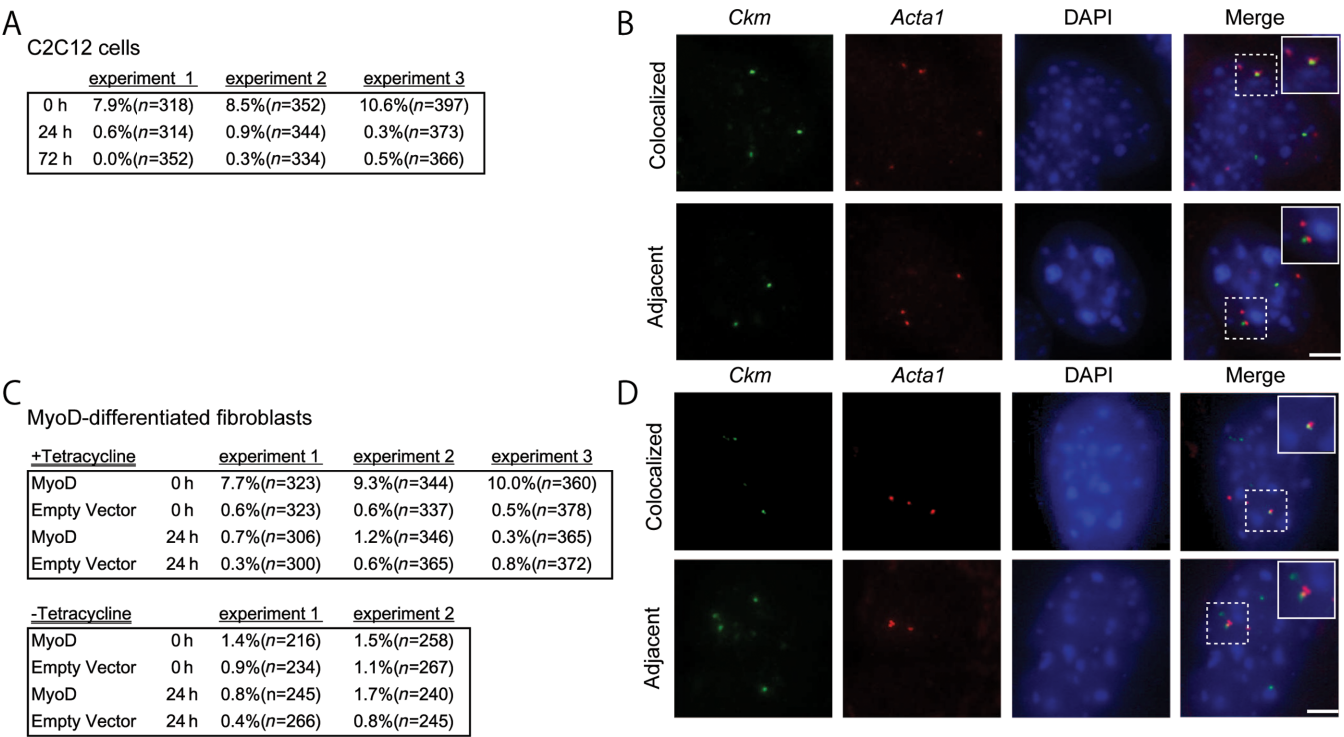 A
C2C12 cells
experiment 1 experiment 2 experiment 3
0 h 7.9%(n=318) 8.5%(n=352) 10.6%(n=397)
24 h 0.6%(n=314) 0.9%(n=344) 0.3%(n=373)
72 h 0.0%(n=352) 0.3%(n=334) 0.5%(n=366)
B
Ckm Acta1 DAPI Merge
Colocalized
Adjacent
C
MyoD-differentiated fibroblasts
+Tetracycline experiment 1 experiment 2 experiment 3
MyoD 0 h 7.7%(n=323) 9.3%(n=344) 10.0%(n=360)
Empty Vector 0 h 0.6%(n=323) 0.6%(n=337) 0.5%(n=378)
MyoD 24 h 0.7%(n=306) 1.2%(n=346) 0.3%(n=365)
Empty Vector 24 h 0.3%(n=300) 0.6%(n=365) 0.8%(n=372)
-Tetracycline experiment 1 experiment 2
MyoD 0 h 1.4%(n=216) 1.5%(n=258)
Empty Vector 0 h 0.9%(n=234) 1.1%(n=267)
MyoD 24 h 0.8%(n=245) 1.7%(n=240)
Empty Vector 24 h 0.4%(n=266) 0.8%(n=245)
D
Ckm Acta1 DAPI Merge
Colocalized
Adjacent